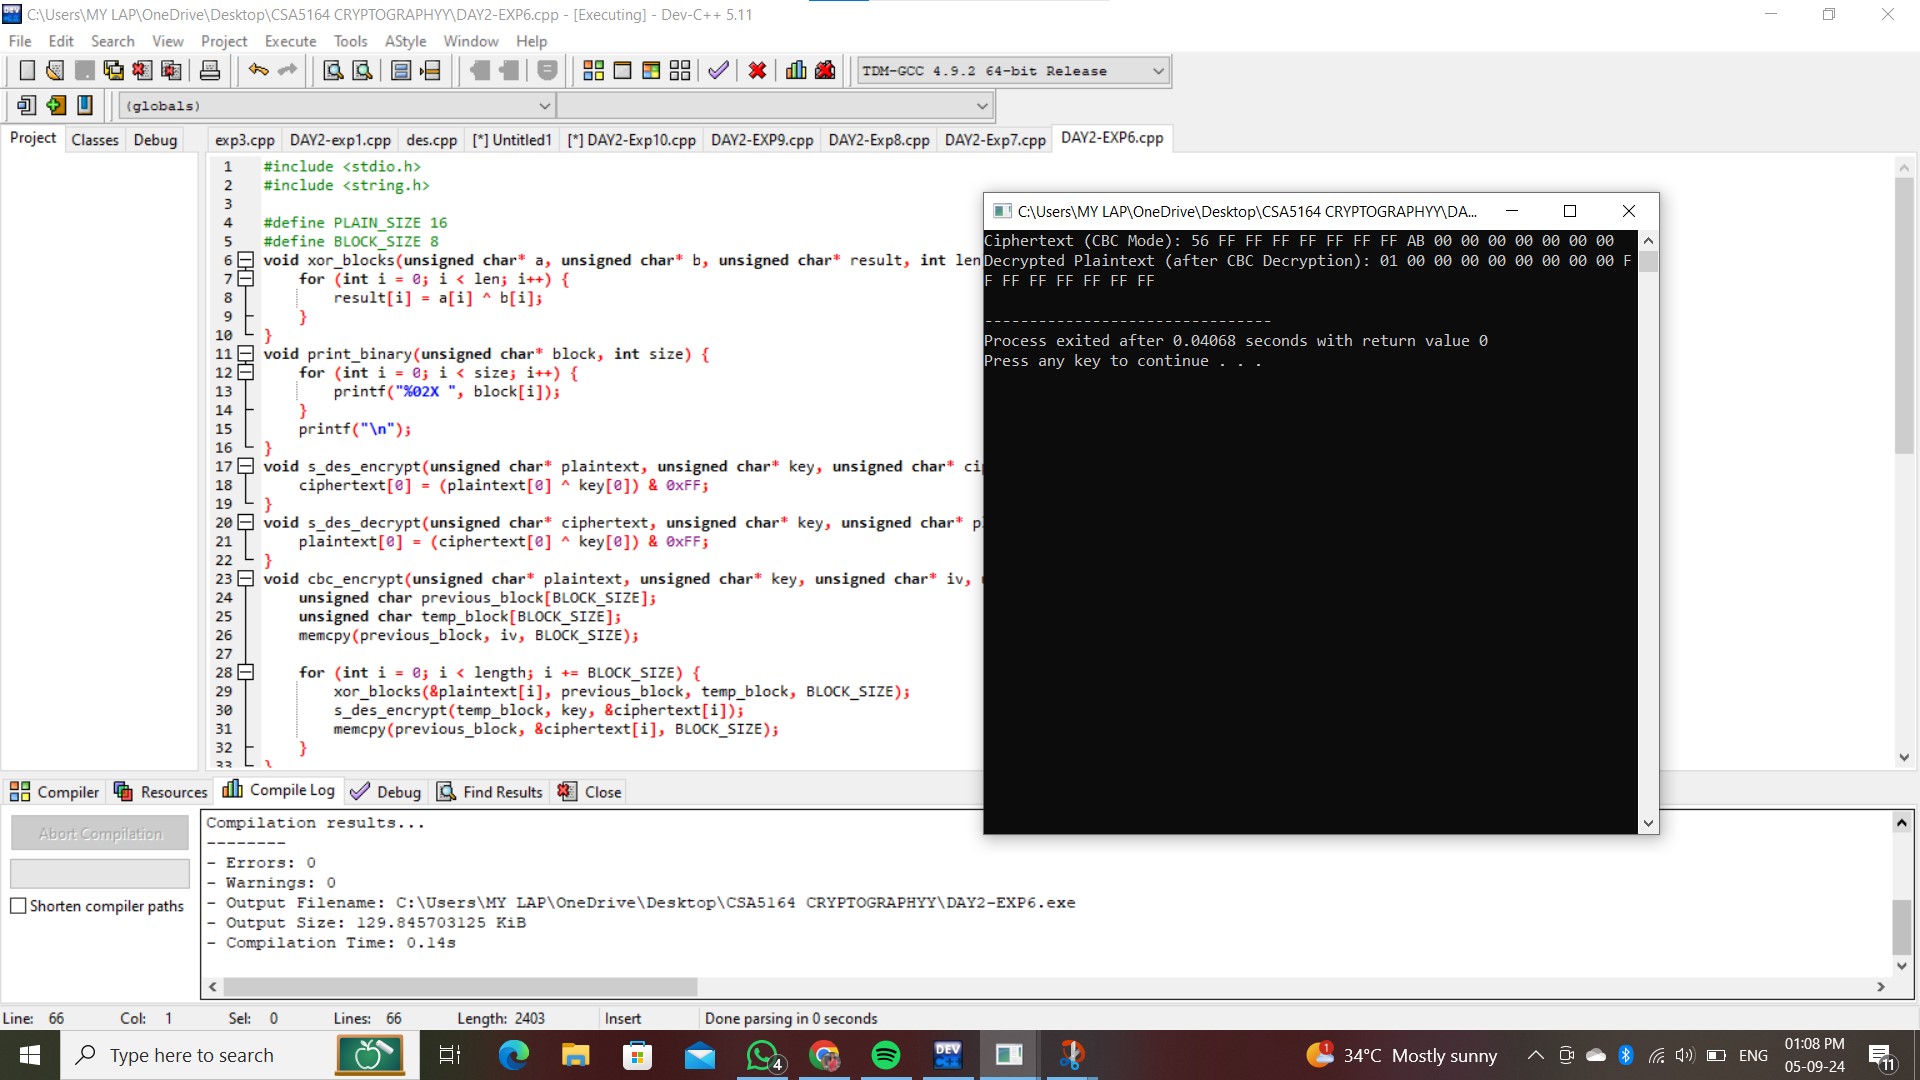 C:\Users\MY LAP\OneDrive\Desktop\CSA5164 CRYPTOGRAPHYY\DAY2-EXP6.cpp - [Executing] - Dev-C++ 5.11
File Edit Search View Project Execute Tools AStyle Window Help
TDM-GCC 4.9.2 64-bit Release
(globals)
Project Classes Debug
exp3.cpp DAY2-exp1.cpp des.cpp [*] Untitled1 [*] DAY2-Exp10.cpp DAY2-EXP9.cpp DAY2-Exp8.cpp DAY2-Exp7.cpp DAY2-EXP6.cpp
1 #include <stdio.h>
2 #include <string.h>
3
4 #define PLAIN_SIZE 16
5 #define BLOCK_SIZE 8
6 void xor_blocks(unsigned char* a, unsigned char* b, unsigned char* result, int len
7 for (int i = 0; i < len; i++) {
8 result[i] = a[i] ^ b[i];
9 }
10 }
11 void print_binary(unsigned char* block, int size) {
12 for (int i = 0; i < size; i++) {
13 printf("%02X ", block[i]);
14 }
15 printf("\n");
16 }
17 void s_des_encrypt(unsigned char* plaintext, unsigned char* key, unsigned char* ci
18 ciphertext[0] = (plaintext[0] ^ key[0]) & 0xFF;
19 }
20 void s_des_decrypt(unsigned char* ciphertext, unsigned char* key, unsigned char* p
21 plaintext[0] = (ciphertext[0] ^ key[0]) & 0xFF;
22 }
23 void cbc_encrypt(unsigned char* plaintext, unsigned char* key, unsigned char* iv,
24 unsigned char previous_block[BLOCK_SIZE];
25 unsigned char temp_block[BLOCK_SIZE];
26 memcpy(previous_block, iv, BLOCK_SIZE);
27
28 for (int i = 0; i < length; i += BLOCK_SIZE) {
29 xor_blocks(&plaintext[i], previous_block, temp_block, BLOCK_SIZE);
30 s_des_encrypt(temp_block, key, &ciphertext[i]);
31 memcpy(previous_block, &ciphertext[i], BLOCK_SIZE);
32 }
33 }
C:\Users\MY LAP\OneDrive\Desktop\CSA5164 CRYPTOGRAPHYY\DA...
Ciphertext (CBC Mode): 56 FF FF FF FF FF FF FF AB 00 00 00 00 00 00 00
Decrypted Plaintext (after CBC Decryption): 01 00 00 00 00 00 00 00 00 F
F FF FF FF FF FF FF
--------------------------------
Process exited after 0.04068 seconds with return value 0
Press any key to continue . . .
Compiler Resources Compile Log Debug Find Results Close
Abort Compilation
Shorten compiler paths
Compilation results...
--------
- Errors: 0
- Warnings: 0
- Output Filename: C:\Users\MY LAP\OneDrive\Desktop\CSA5164 CRYPTOGRAPHYY\DAY2-EXP6.exe
- Output Size: 129.845703125 KiB
- Compilation Time: 0.14s
Line: 66 Col: 1 Sel: 0 Lines: 66 Length: 2403 Insert Done parsing in 0 seconds
Type here to search
4
DEV C++
1
34°C Mostly sunny
ENG
01:08 PM
05-09-24
11